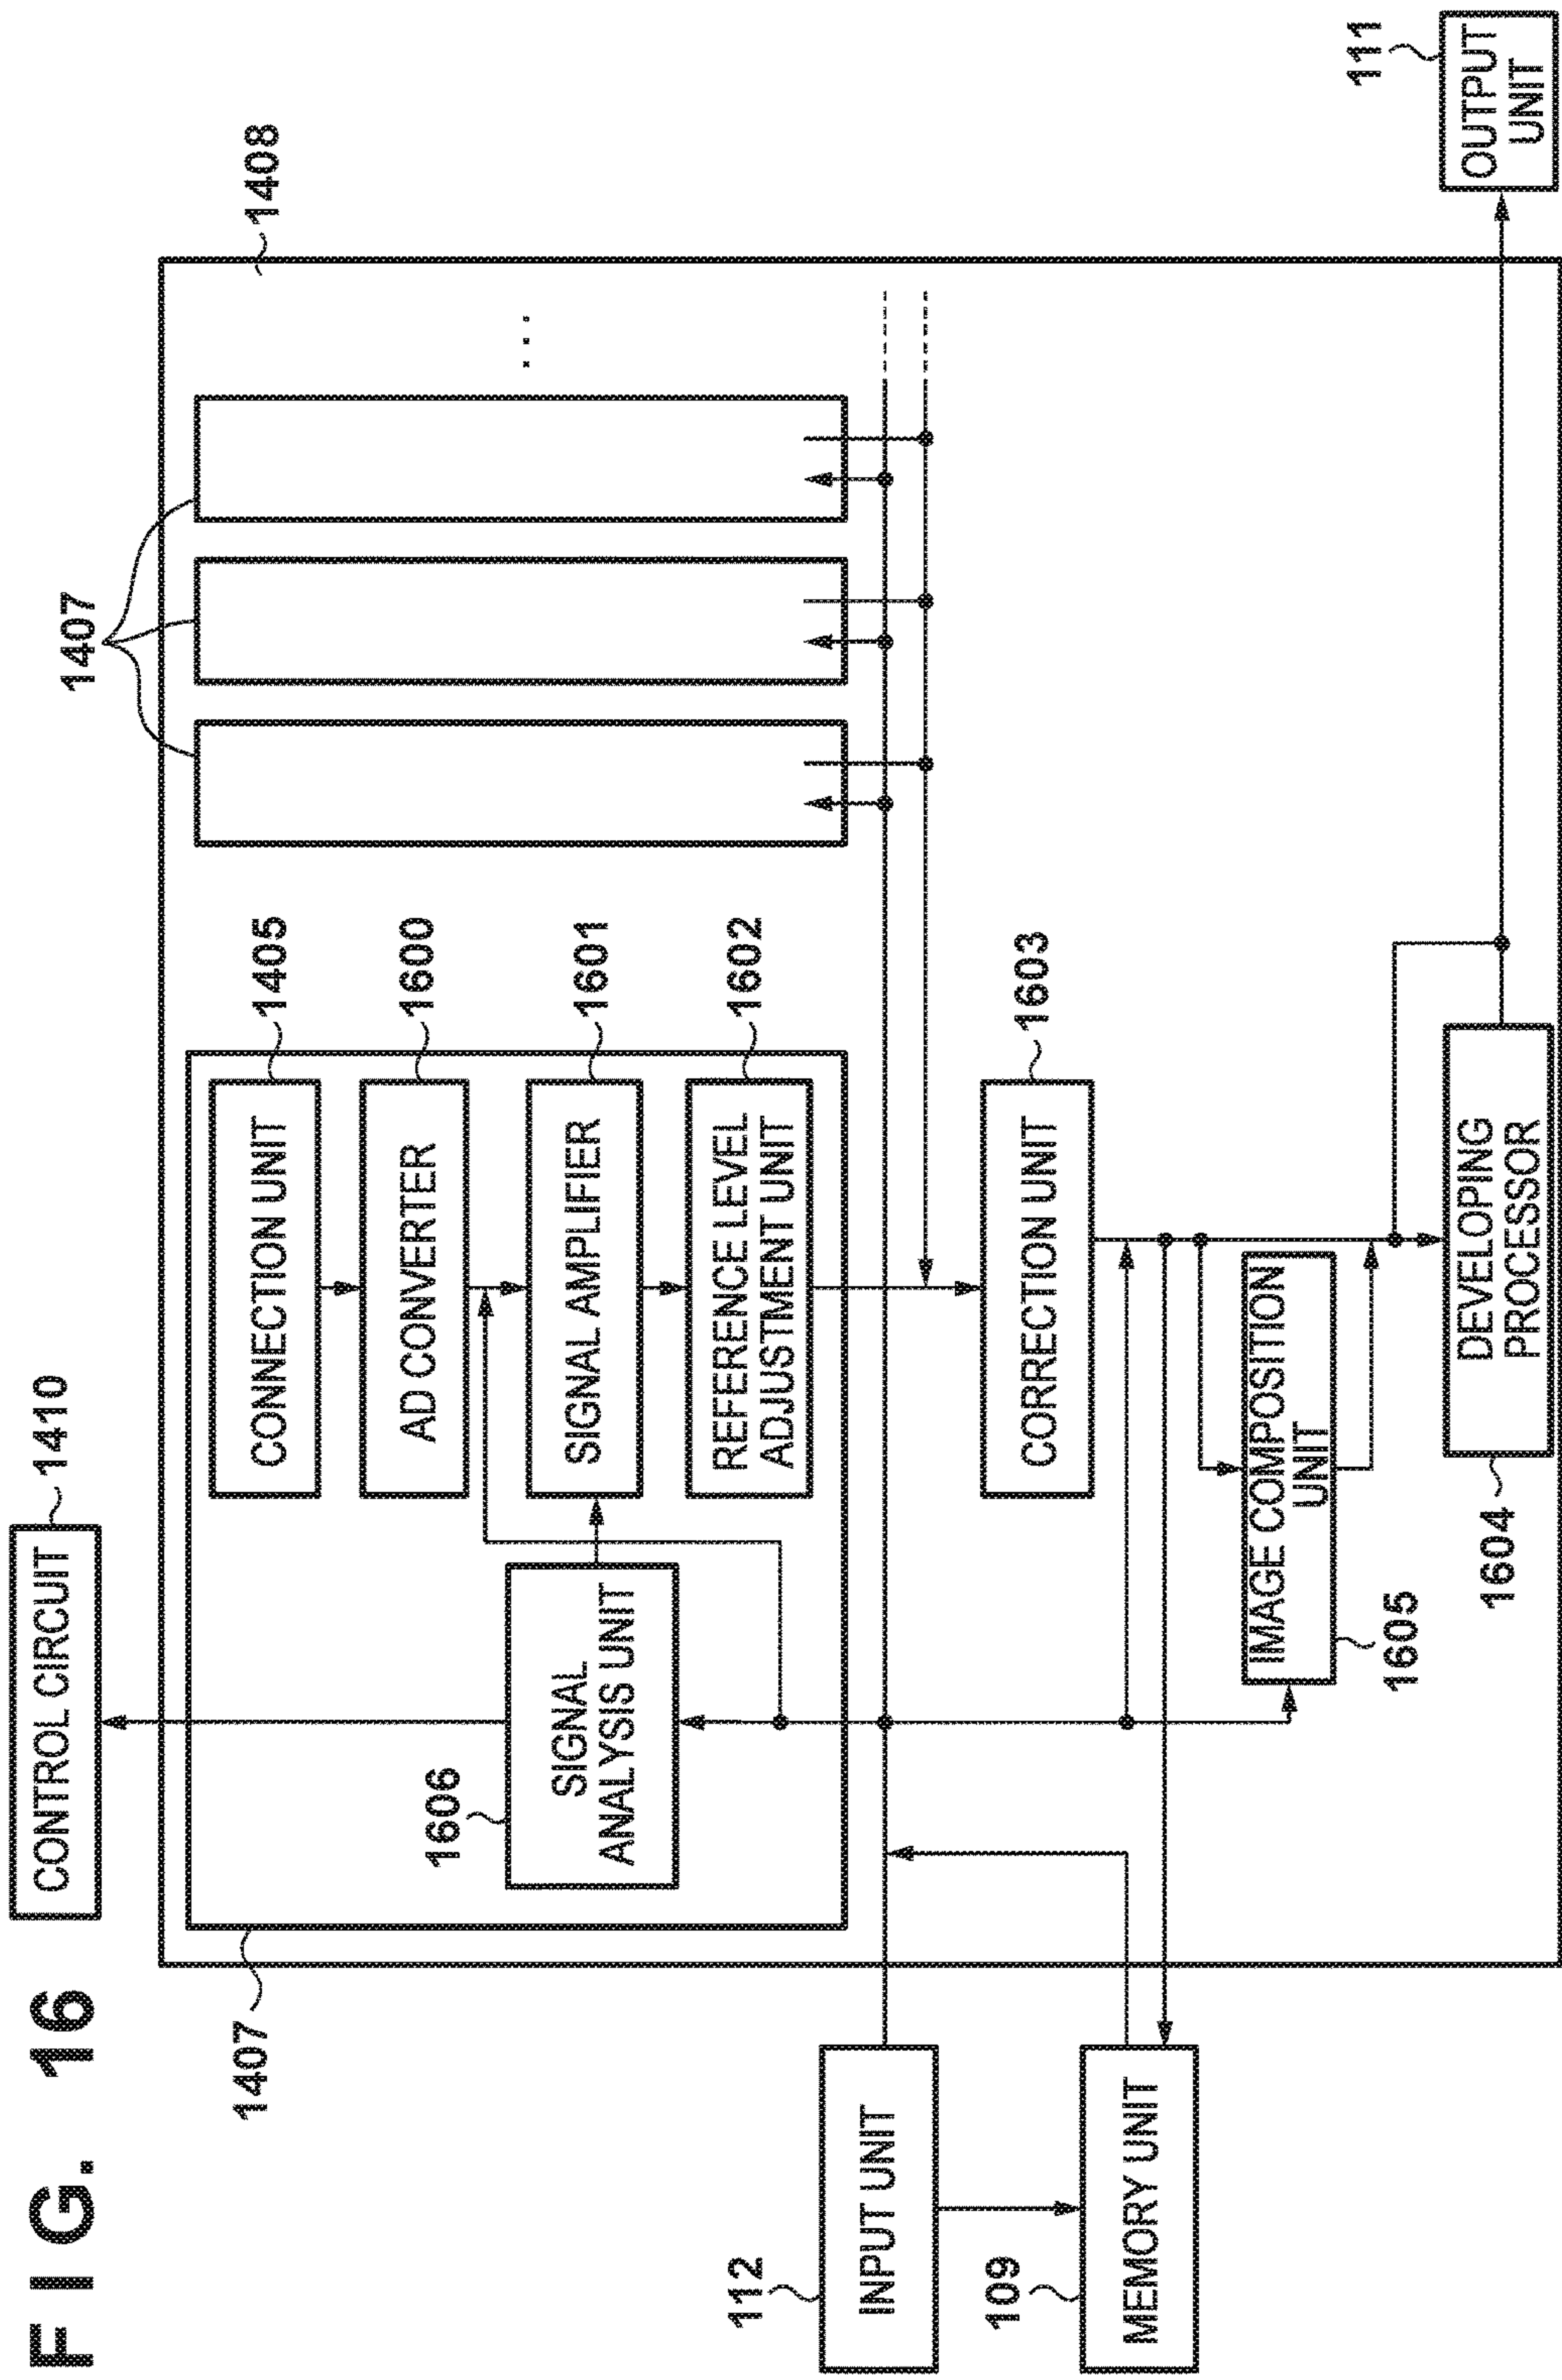 FIG. 16
CONTROL CIRCUIT
1410
1407
1408
1407
CONNECTION UNIT
1405
AD CONVERTER
1600
1606
SIGNAL
ANALYSIS UNIT
SIGNAL AMPLIFIER
1601
REFERENCE LEVEL
ADJUSTMENT UNIT
1602
...
112
INPUT UNIT
109
MEMORY UNIT
CORRECTION UNIT
1603
IMAGE COMPOSITION
UNIT
1605
DEVELOPING
PROCESSOR
1604
OUTPUT
UNIT
111